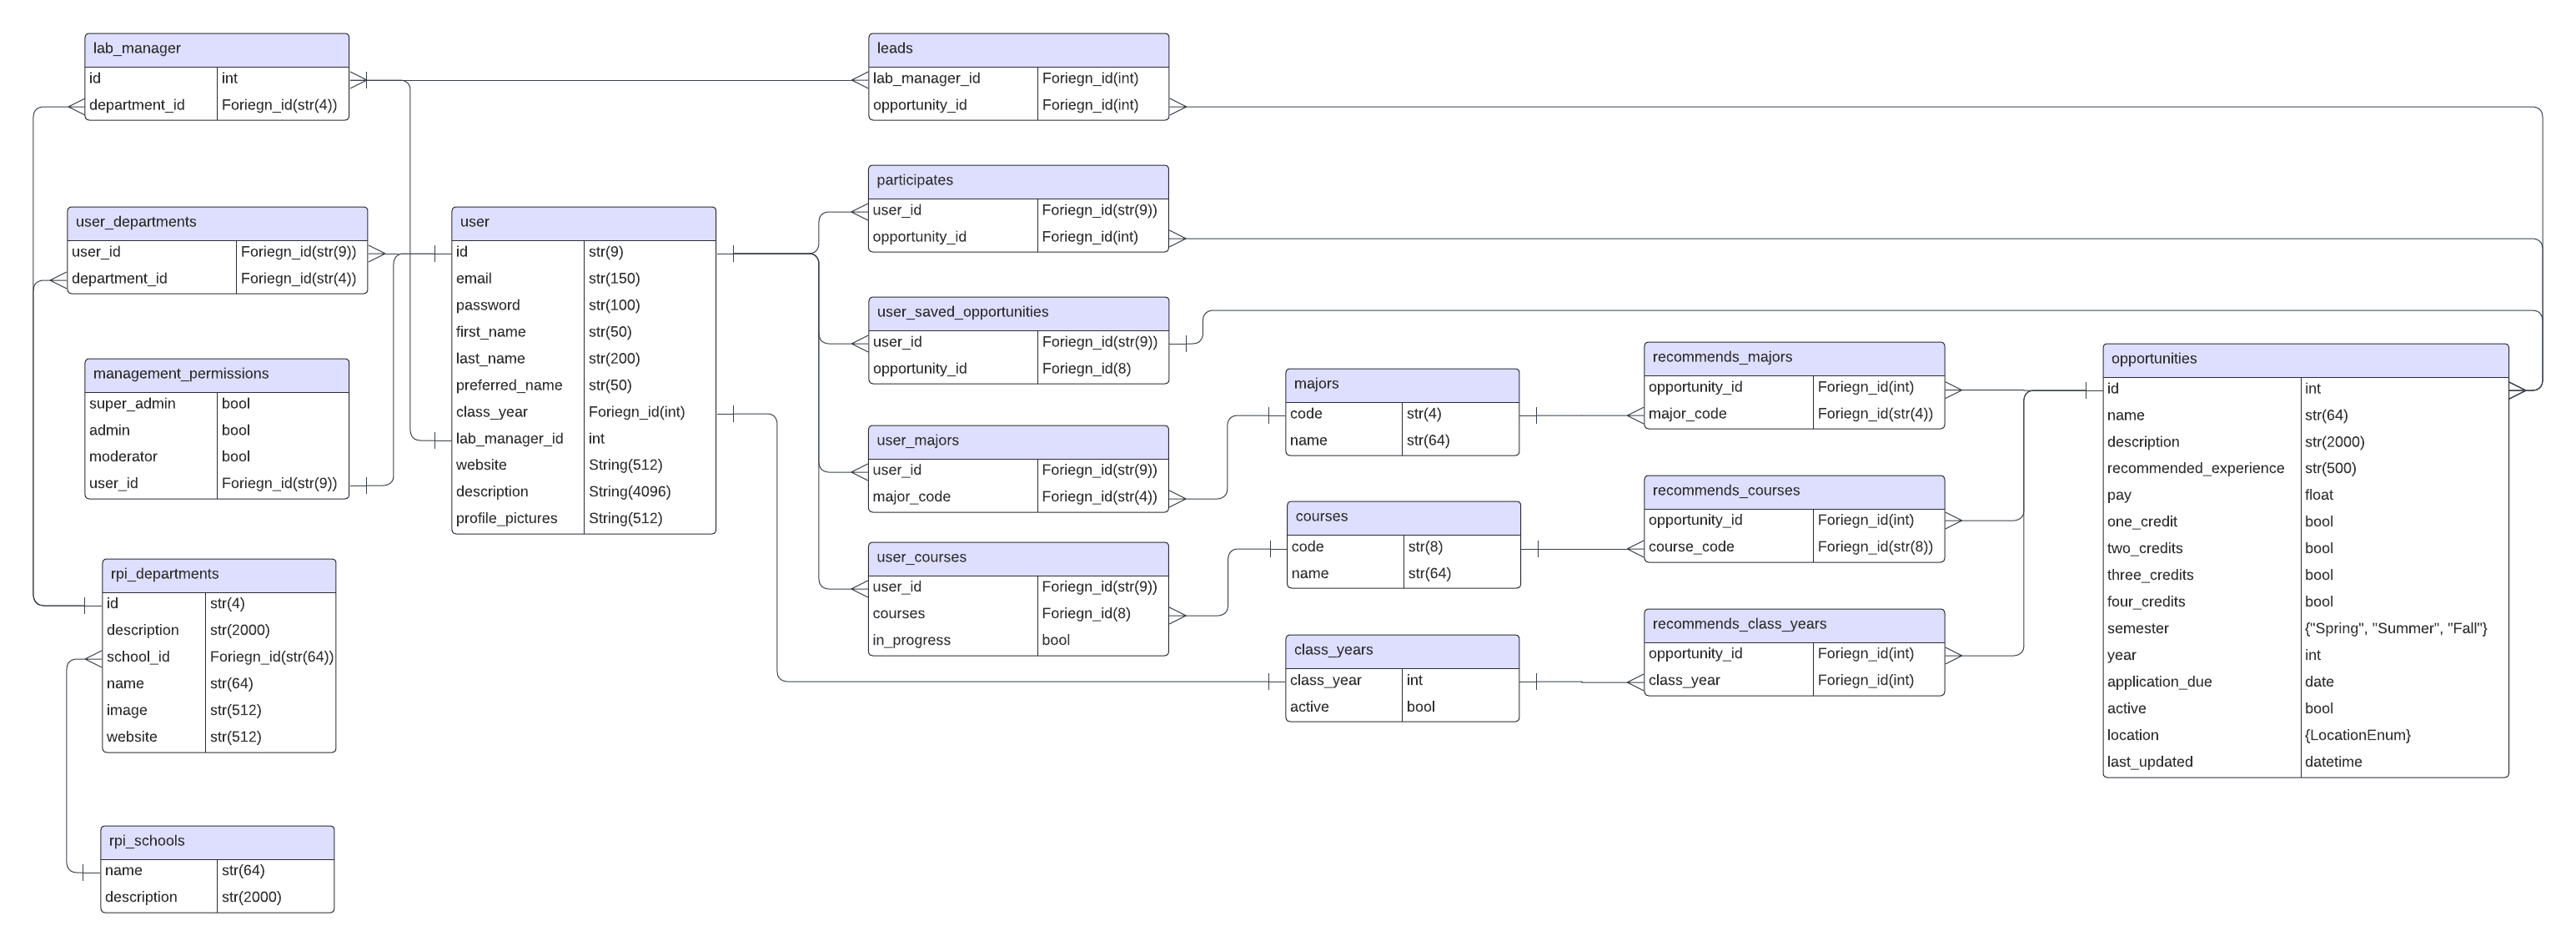 lab_manager
id int
department_id Foriegn_id(str(4))
leads
lab_manager_id Foriegn_id(int)
opportunity_id Foriegn_id(int)
participates
user_id Foriegn_id(str(9))
opportunity_id Foriegn_id(int)
user_departments
user_id Foriegn_id(str(9))
department_id Foriegn_id(str(4))
user
id str(9)
email str(150)
password str(100)
first_name str(50)
last_name str(200)
preferred_name str(50)
class_year Foriegn_id(int)
lab_manager_id int
website String(512)
description String(4096)
profile_pictures String(512)
user_saved_opportunities
user_id Foriegn_id(str(9))
opportunity_id Foriegn_id(8)
management_permissions
super_admin bool
admin bool
moderator bool
user_id Foriegn_id(str(9))
user_majors
user_id Foriegn_id(str(9))
major_code Foriegn_id(str(4))
majors
code str(4)
name str(64)
recommends_majors
opportunity_id Foriegn_id(int)
major_code Foriegn_id(str(4))
opportunities
id int
name str(64)
description str(2000)
recommended_experience str(500)
pay float
one_credit bool
two_credits bool
three_credits bool
four_credits bool
semester {"Spring", "Summer", "Fall"}
year int
application_due date
active bool
location {LocationEnum}
last_updated datetime
recommends_courses
opportunity_id Foriegn_id(int)
course_code Foriegn_id(str(8))
courses
code str(8)
name str(64)
user_courses
user_id Foriegn_id(str(9))
courses Foriegn_id(8)
in_progress bool
rpi_departments
id str(4)
description str(2000)
school_id Foriegn_id(str(64))
name str(64)
image str(512)
website str(512)
class_years
class_year int
active bool
recommends_class_years
opportunity_id Foriegn_id(int)
class_year Foriegn_id(int)
rpi_schools
name str(64)
description str(2000)